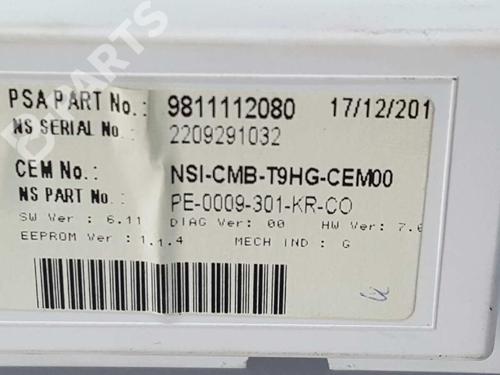 B-PARTS
PSA PART No.: 9811112080 17/12/201
NS SERIAL No.: 2209291032
CEM No.: NSI-CMB-T9HG-CEM00
NS PART No.: PE-0009-301-KR-CO
SW Ver : 6.11 DIAG Ver : 00 HW Ver : 7.0
EEPROM Ver : 1.1.4 MECH IND : G